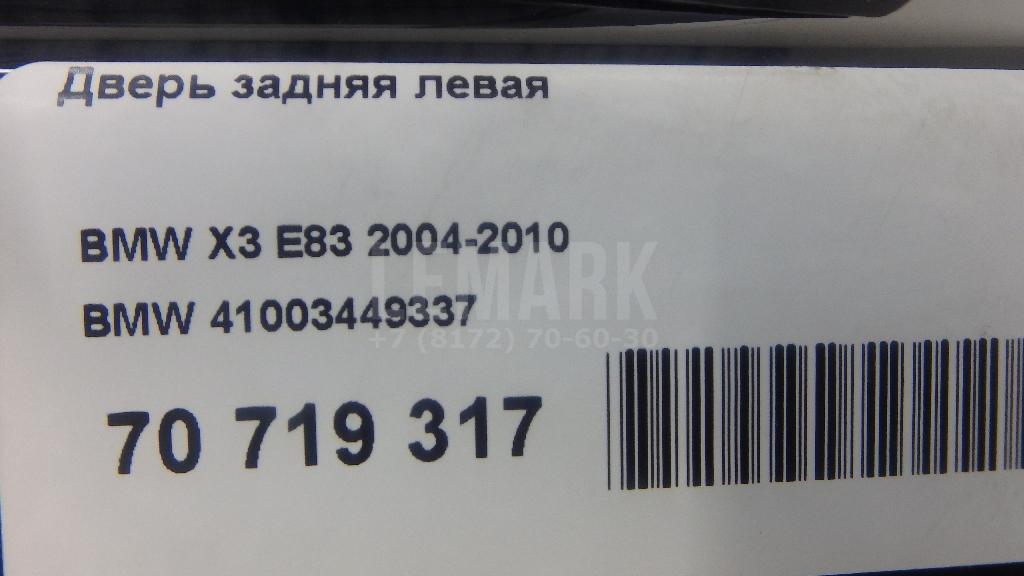 Дверь задняя левая
BMW X3 E83 2004-2010
LEMARK
BMW 41003449337
+7 (8172) 70-60-30
70 719 317